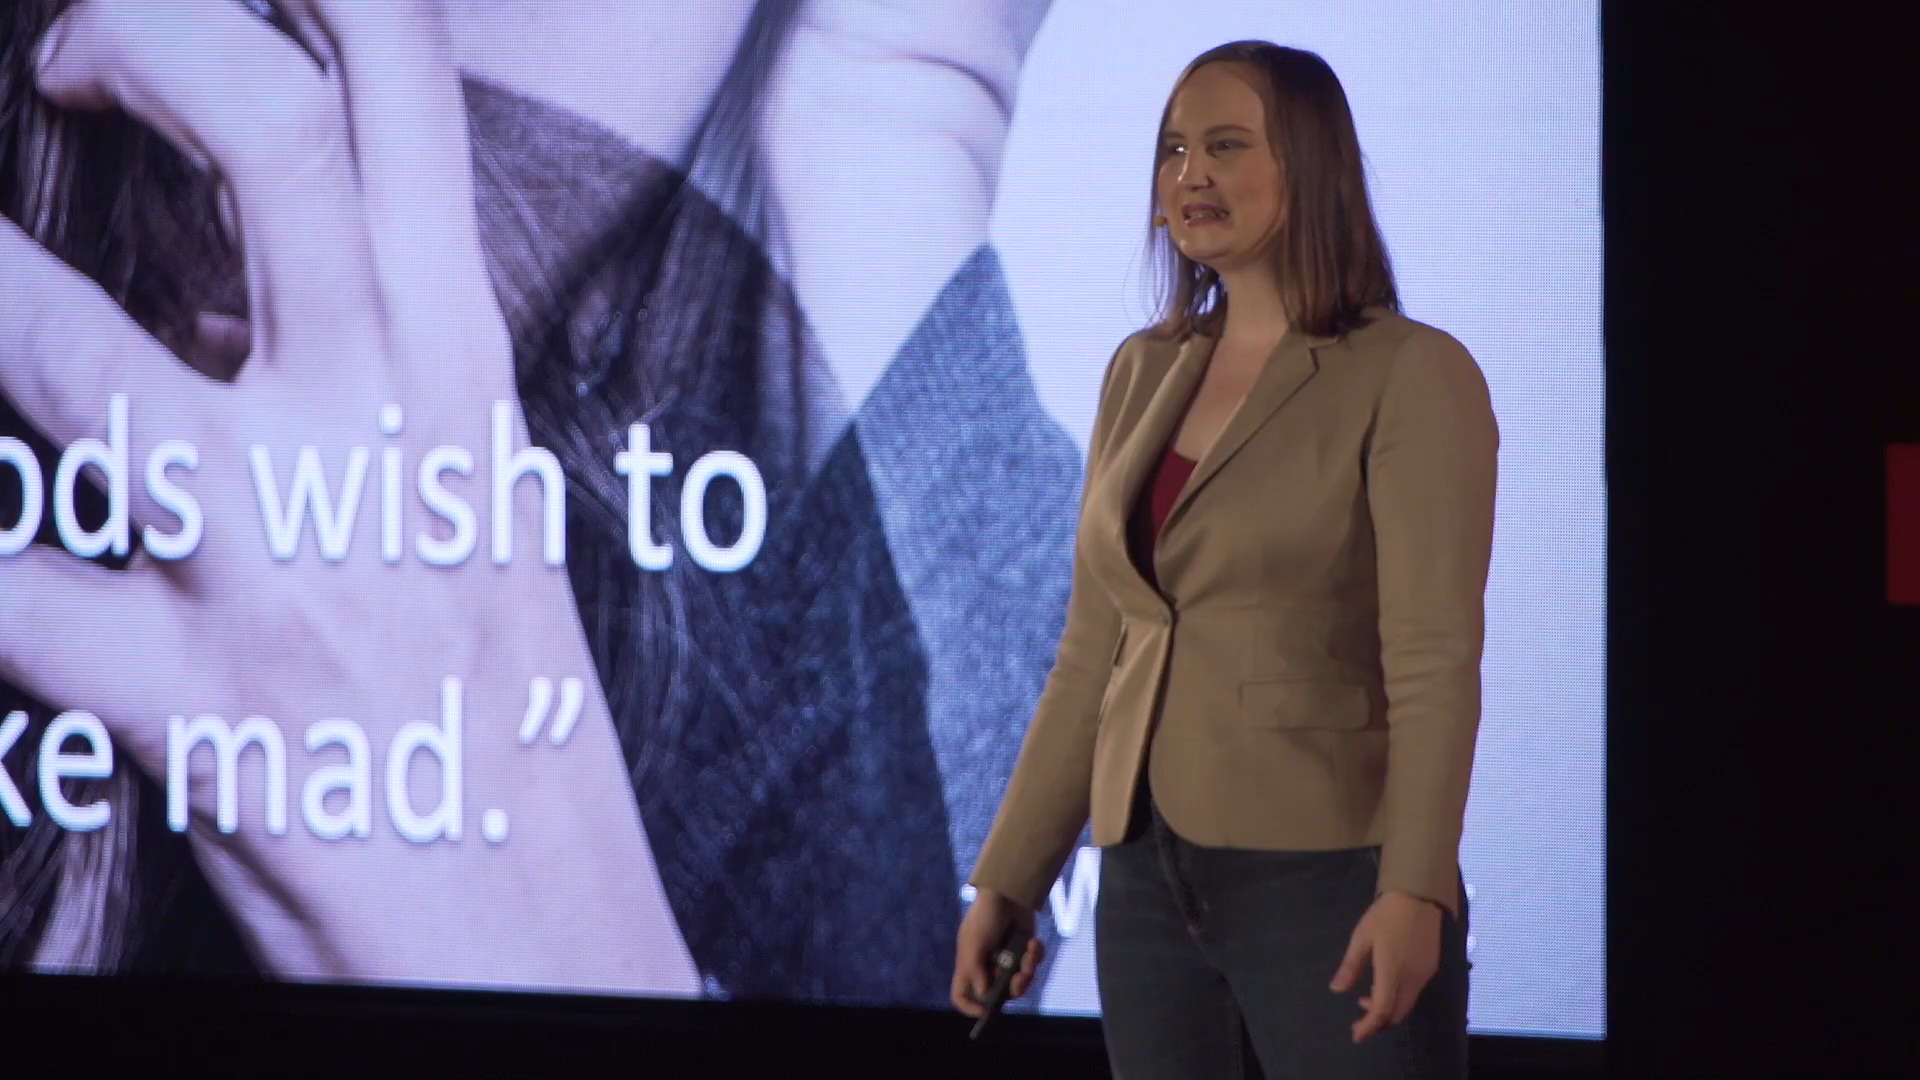 ods wish to
ke mad.”
- W